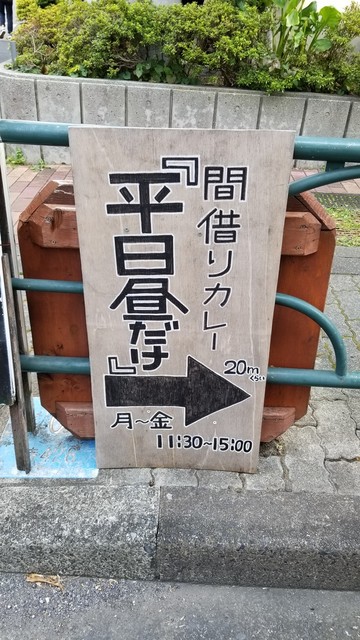 間借りカレー
『平日昼だけ』
20mくらい
月～金
11:30～15:00